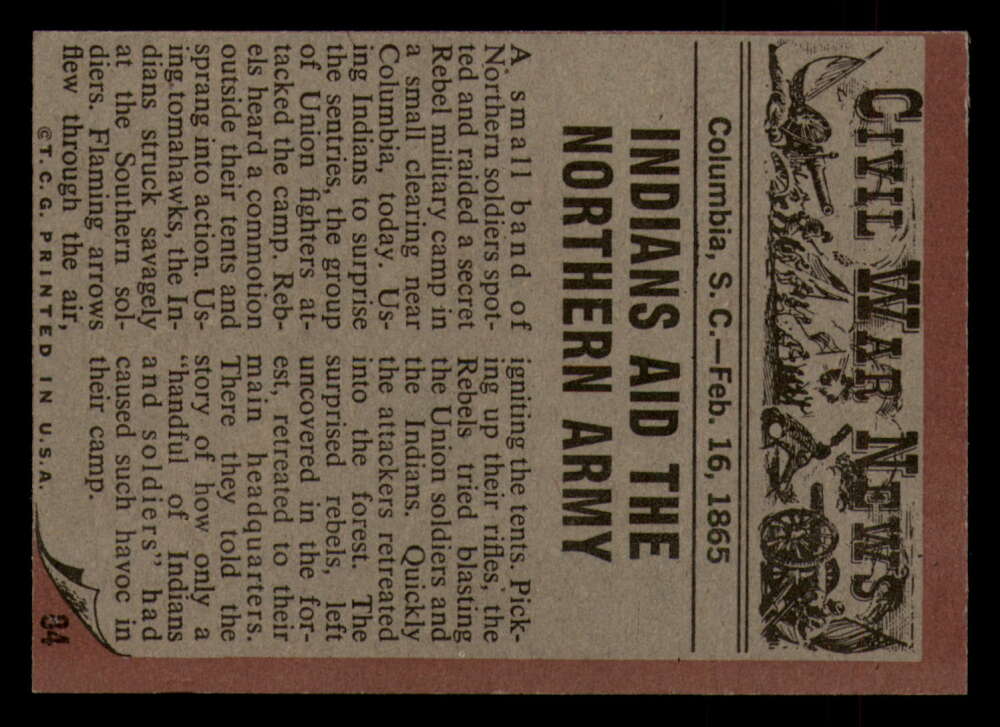 CIVIL WAR NEWS
Columbia, S. C.—Feb. 16, 1865
INDIANS AID THE
NORTHERN ARMY
A small band of
Northern soldiers spot-
ted and raided a secret
Rebel military camp in
a small clearing near
Columbia, today. Us-
ing Indians to surprise
the sentries, the group
of Union fighters at-
tacked the camp. Reb-
els heard a commotion
outside their tents and
sprang into action. Us-
ing tomahawks, the In-
dians struck savagely
at the Southern sol-
diers. Flaming arrows
flew through the air,
igniting the tents. Pick-
ing up their rifles, the
Rebels tried blasting
the Union soldiers and
the Indians. Quickly
the attackers retreated
into the forest. The
surprised rebels, left
uncovered in the for-
est, retreated to their
main headquarters.
There they told the
story of how only a
"handful of Indians
and soldiers" had
caused such havoc in
their camp.
©T.C.G. PRINTED IN U.S.A.
84